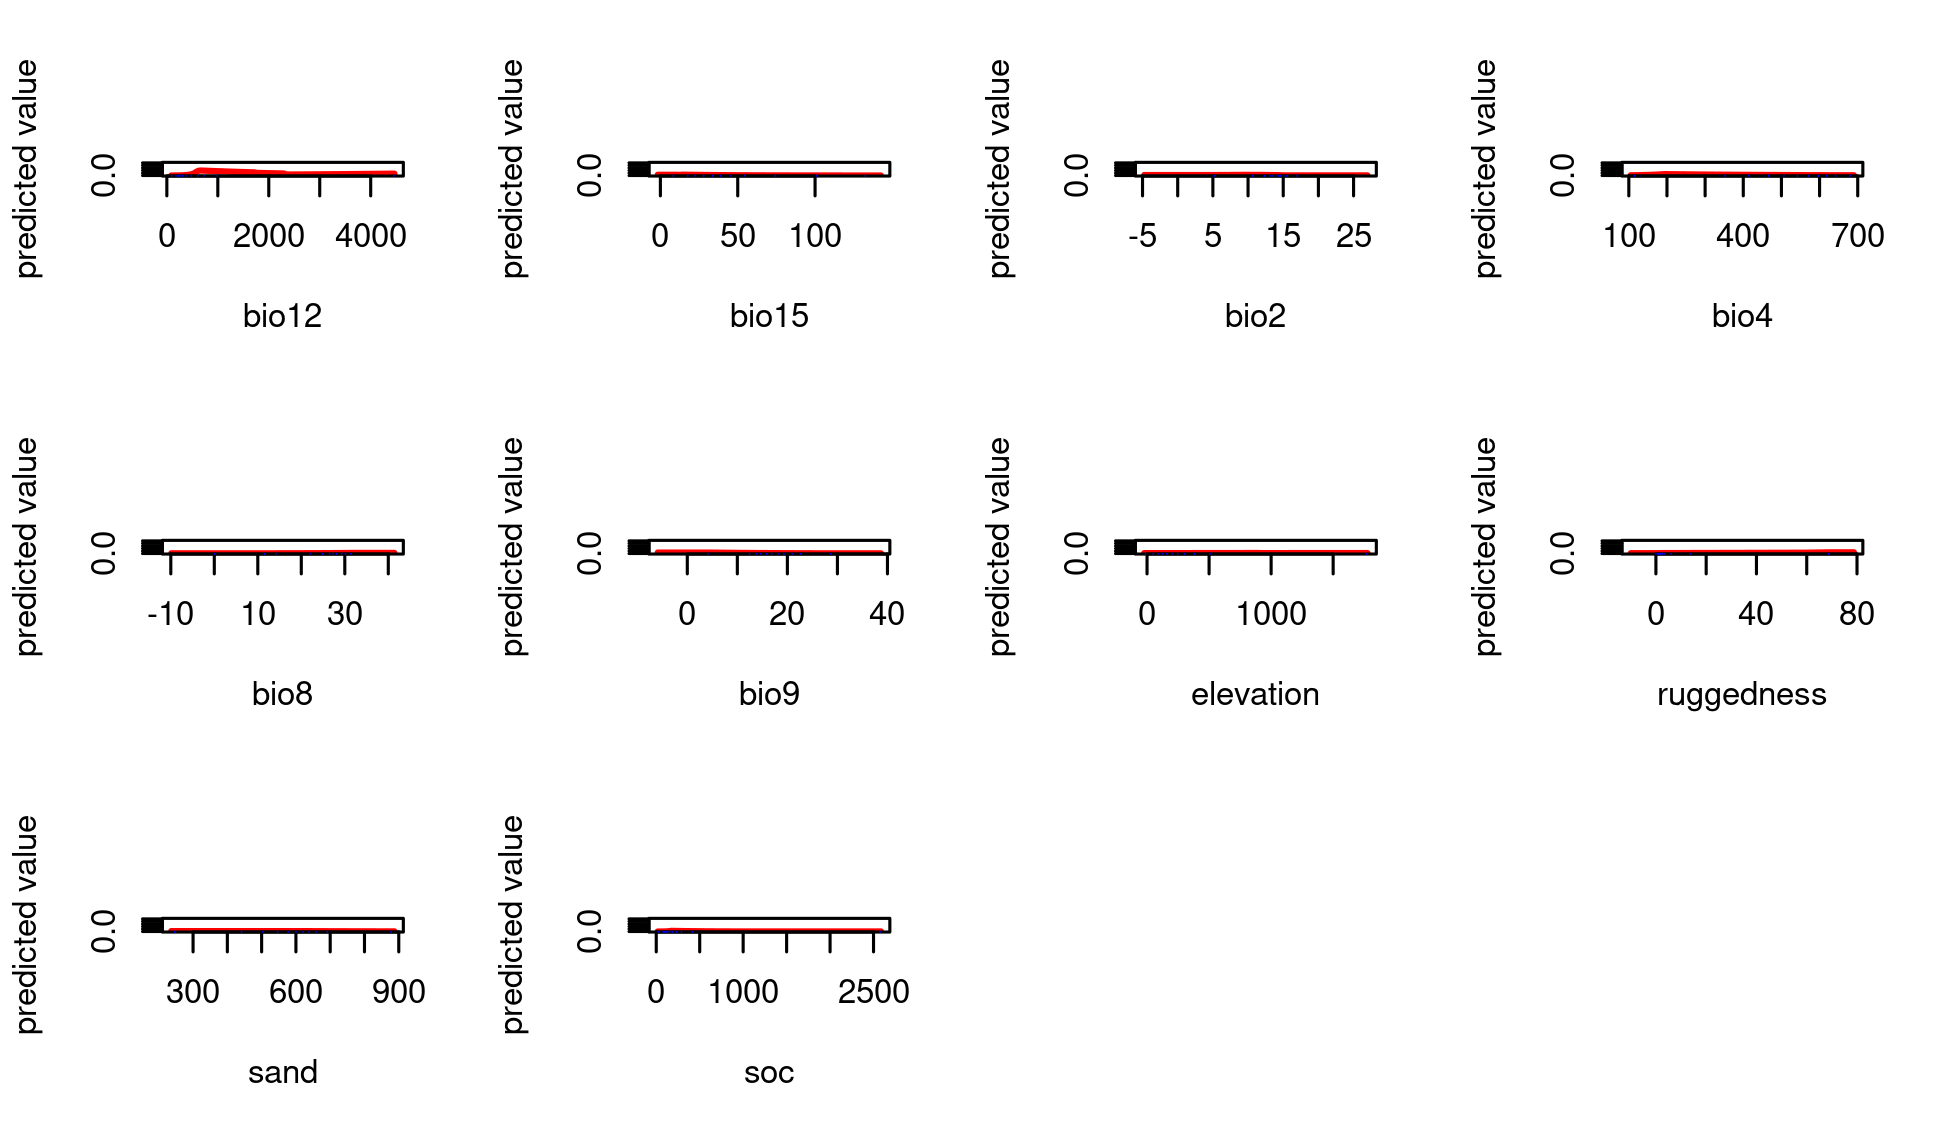 predicted value predicted value predicted value predicted value
0.0 0.0 0.0 0.0
0 2000 4000 0 50 100 -5 5 15 25 100 400 700
bio12 bio15 bio2 bio4
predicted value predicted value predicted value predicted value
0.0 0.0 0.0 0.0
-10 10 30 0 20 40 0 1000 0 40 80
bio8 bio9 elevation ruggedness
predicted value predicted value
0.0 0.0
300 600 900 0 1000 2500
sand soc